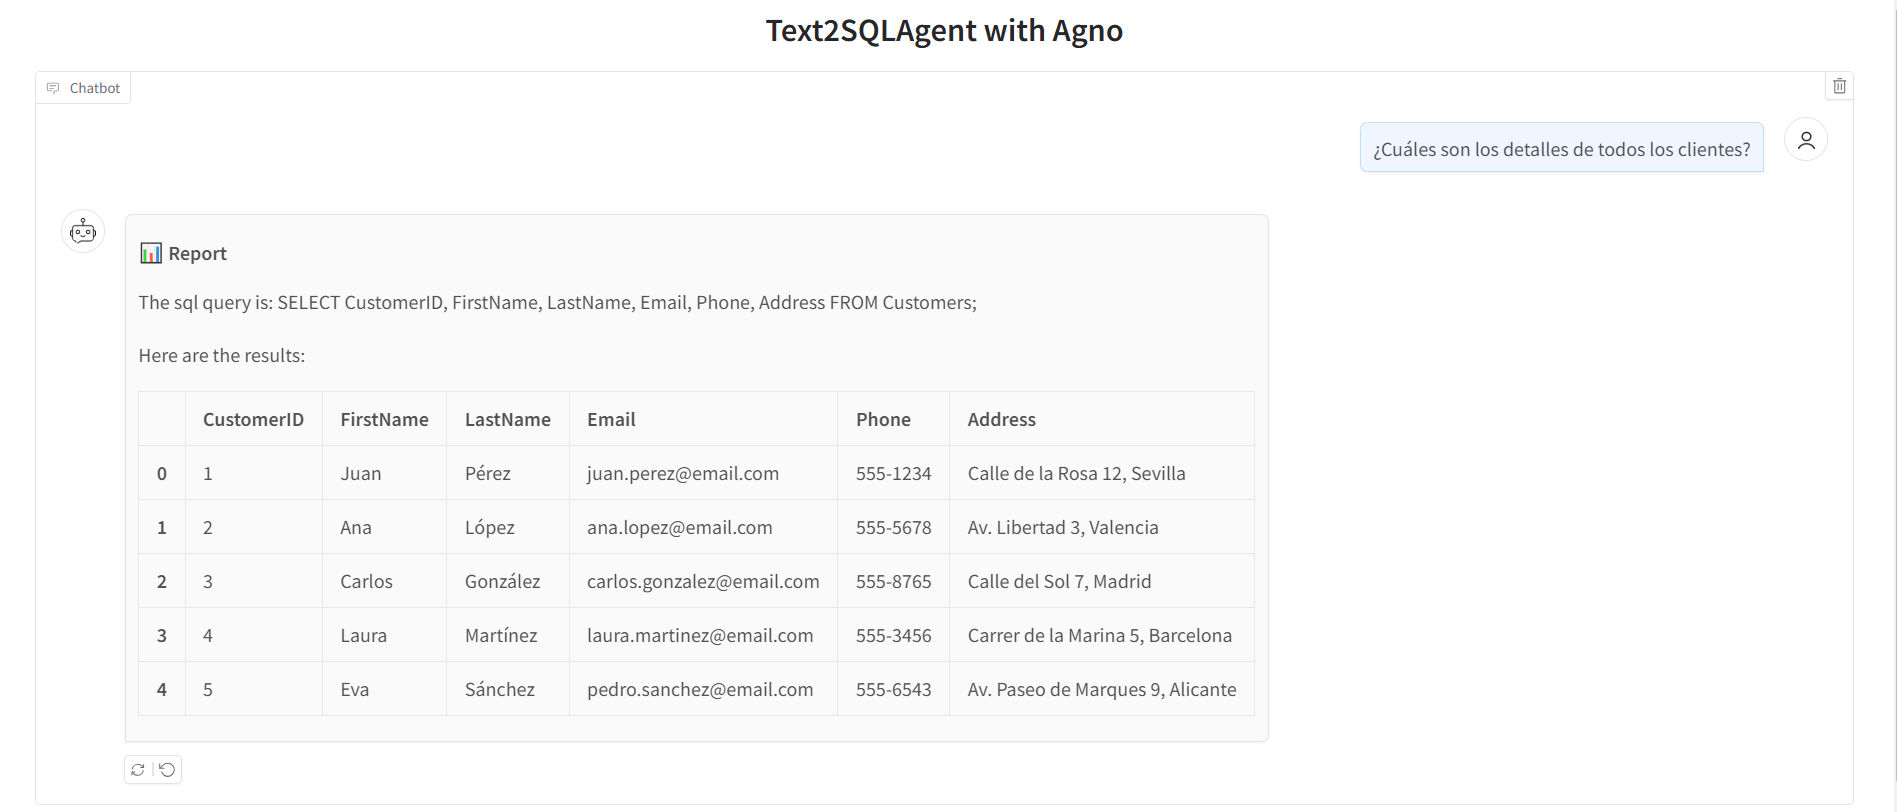 Text2SQLAgent with Agno
Chatbot
¿Cuáles son los detalles de todos los clientes?
Report
The sql query is: SELECT CustomerID, FirstName, LastName, Email, Phone, Address FROM Customers;
Here are the results:
CustomerID FirstName LastName Email Phone Address
0 1 Juan Pérez juan.perez@email.com 555-1234 Calle de la Rosa 12, Sevilla
1 2 Ana López ana.lopez@email.com 555-5678 Av. Libertad 3, Valencia
2 3 Carlos González carlos.gonzalez@email.com 555-8765 Calle del Sol 7, Madrid
3 4 Laura Martínez laura.martinez@email.com 555-3456 Carrer de la Marina 5, Barcelona
4 5 Eva Sánchez pedro.sanchez@email.com 555-6543 Av. Paseo de Marques 9, Alicante